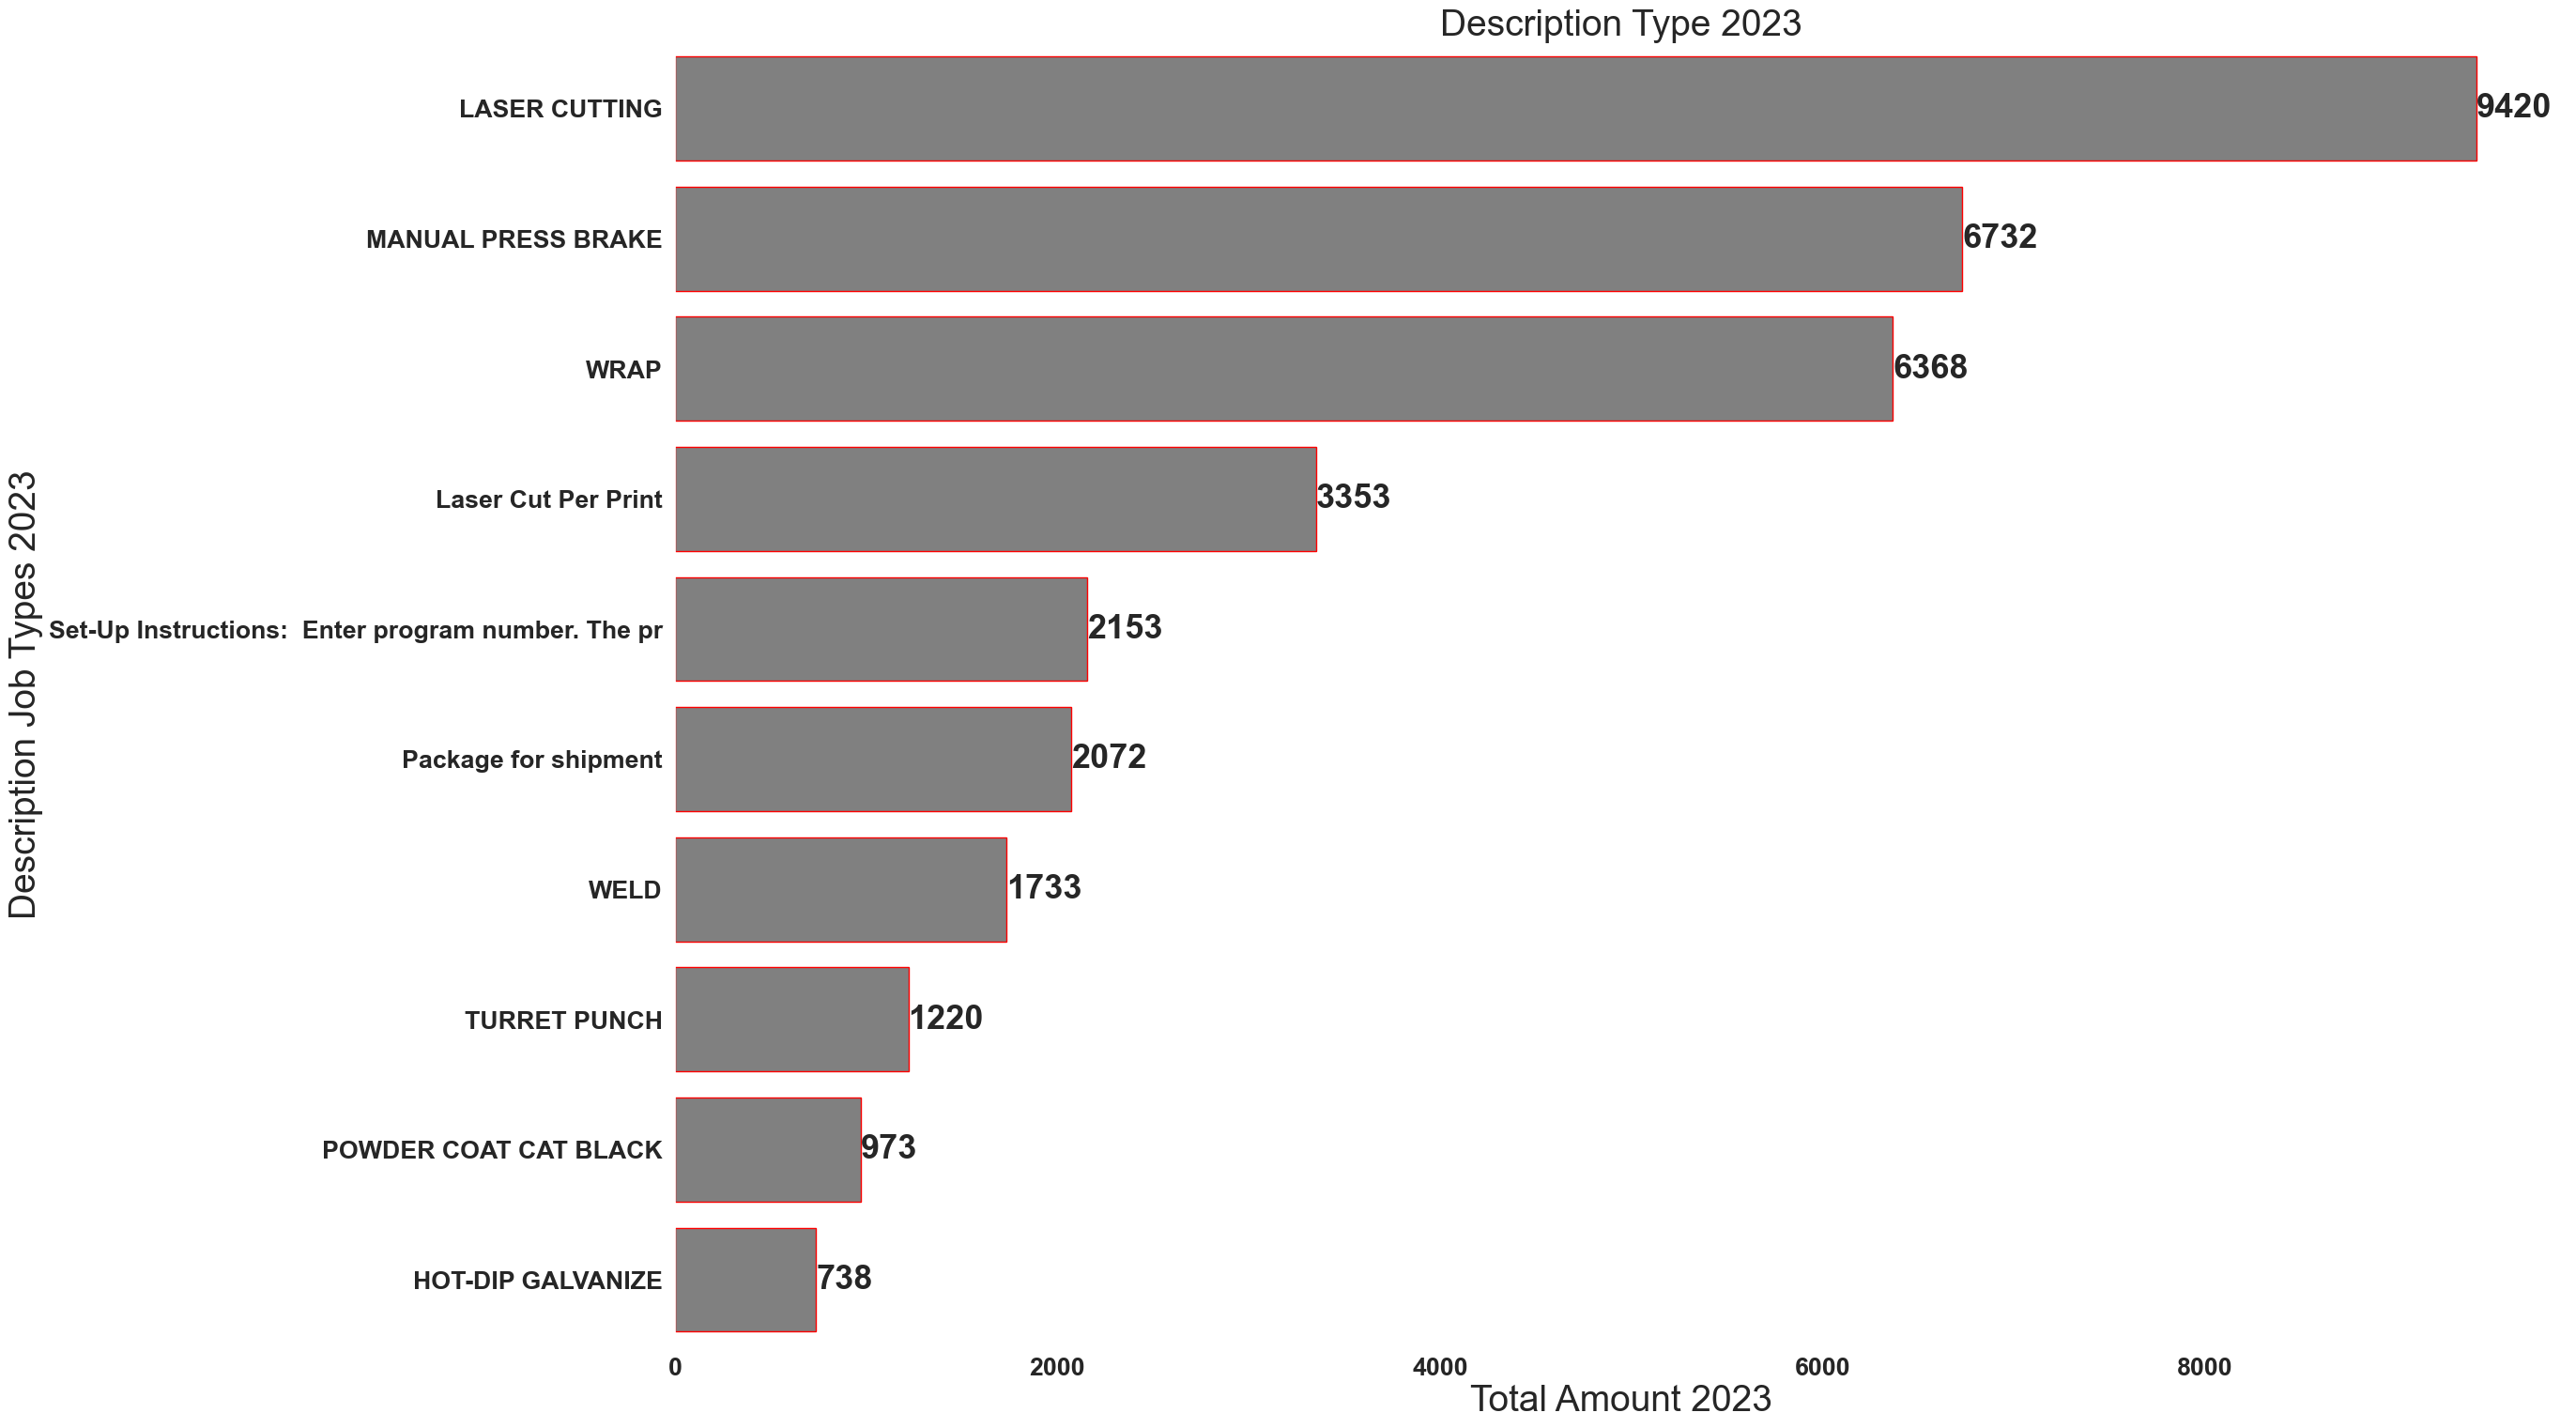 Description Type 2023
LASER CUTTING
9420
MANUAL PRESS BRAKE
6732
WRAP
6368
Laser Cut Per Print
3353
Set-Up Instructions:  Enter program number. The pr
2153
Package for shipment
2072
WELD
1733
TURRET PUNCH
1220
POWDER COAT CAT BLACK
973
HOT-DIP GALVANIZE
738
Description Job Types 2023
0 2000 4000 6000 8000
Total Amount 2023